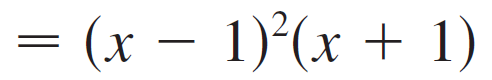 = (x − 1)²(x + 1)